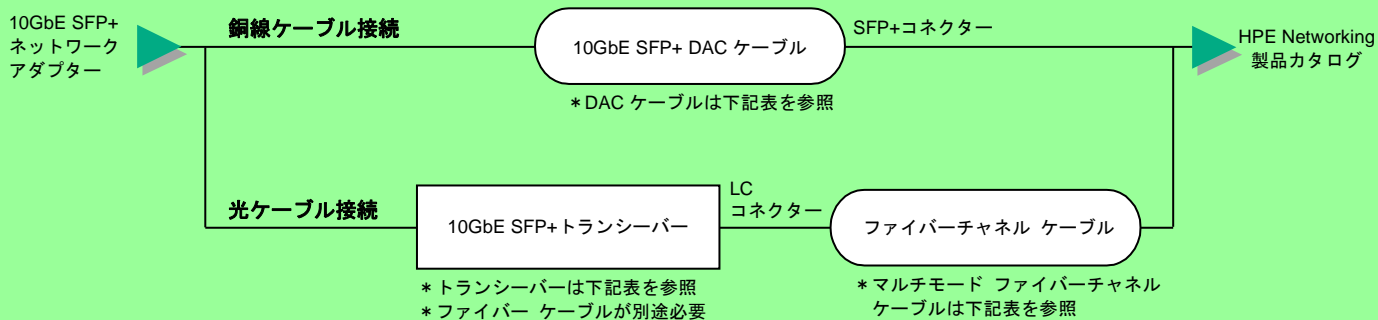 10GbE SFP+
ネットワーク
アダプター
銅線ケーブル接続
10GbE SFP+ DAC ケーブル
SFP+コネクター
HPE Networking
製品カタログ
＊DAC ケーブルは下記表を参照
光ケーブル接続
10GbE SFP+トランシーバー
LC
コネクター
ファイバーチャネル ケーブル
＊トランシーバーは下記表を参照
＊ファイバー ケーブルが別途必要
＊マルチモード ファイバーチャネル
ケーブルは下記表を参照